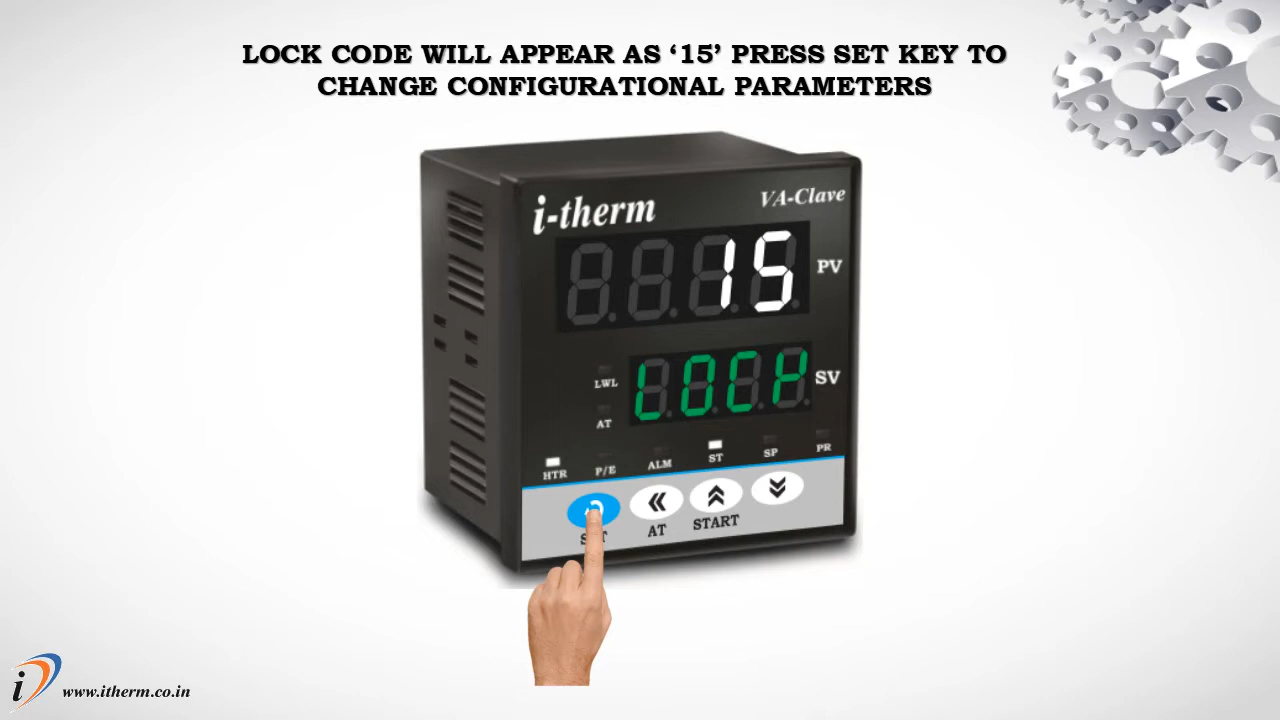 LOCK CODE WILL APPEAR AS ‘15’ PRESS SET KEY TO
CHANGE CONFIGURATIONAL PARAMETERS
i-therm
VA-Clave
15
PV
LOCK
SV
LWL
AT
HTR P/E ALM ST SP PR
SET AT START
i www.itherm.co.in